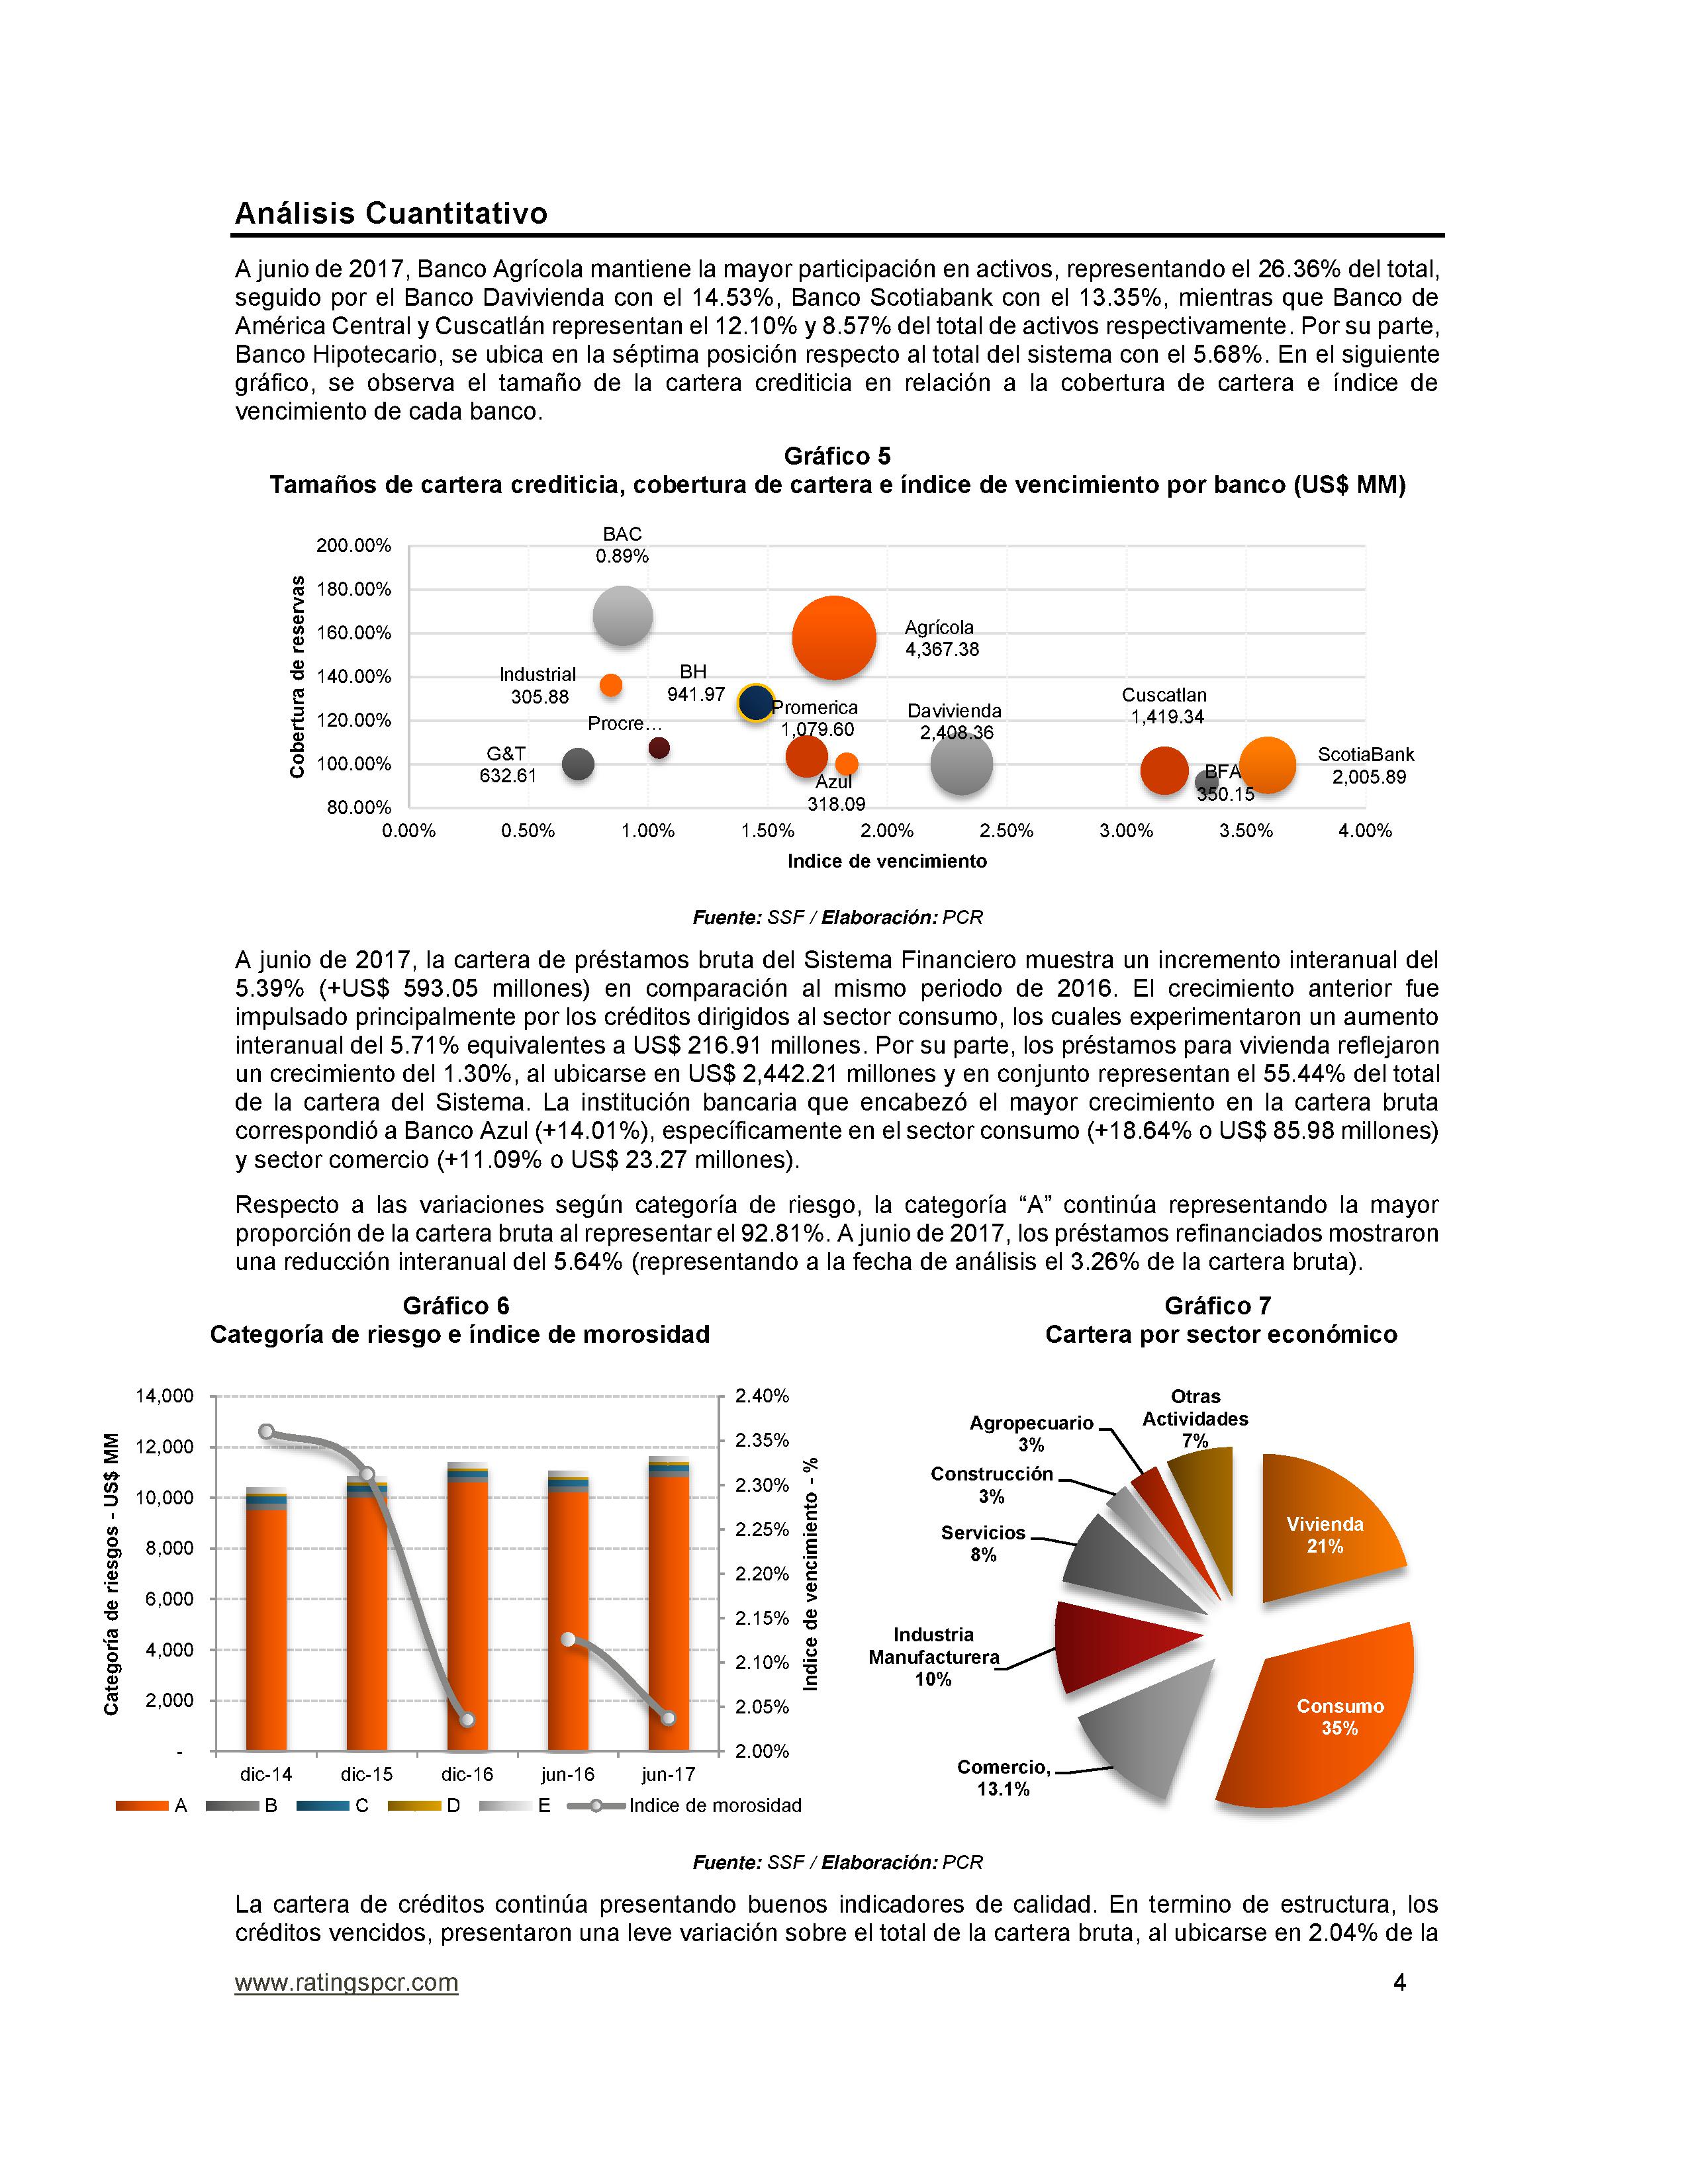 Análisis Cuantitativo
A junio de 2017, Banco Agrícola mantiene la mayor participación en activos, representando el 26.36% del total,
seguido por el Banco Davivienda con el 14.53%, Banco Scotiabank con el 13.35%, mientras que Banco de
América Central y Cuscatlán representan el 12.10% y 8.57% del total de activos respectivamente. Por su parte,
Banco Hipotecario, se ubica en la séptima posición respecto al total del sistema con el 5.68%. En el siguiente
gráfico, se observa el tamaño de la cartera crediticia en relación a la cobertura de cartera e índice de
vencimiento de cada banco.
Gráfico 5
Tamaños de cartera crediticia, cobertura de cartera e índice de vencimiento por banco (US$ MM)
Cobertura de reservas
200.00%
180.00%
160.00%
140.00%
120.00%
100.00%
80.00%
BAC
0.89%
Agrícola
4,367.38
Industrial
305.88
BH
941.97
Procre...
Promerica
1,079.60
Davivienda
2,408.36
Cuscatlan
1,419.34
G&T
632.61
Azul
318.09
BFA
350.15
ScotiaBank
2,005.89
0.00% 0.50% 1.00% 1.50% 2.00% 2.50% 3.00% 3.50% 4.00%
Indice de vencimiento
Fuente: SSF / Elaboración: PCR
A junio de 2017, la cartera de préstamos bruta del Sistema Financiero muestra un incremento interanual del
5.39% (+US$ 593.05 millones) en comparación al mismo periodo de 2016. El crecimiento anterior fue
impulsado principalmente por los créditos dirigidos al sector consumo, los cuales experimentaron un aumento
interanual del 5.71% equivalentes a US$ 216.91 millones. Por su parte, los préstamos para vivienda reflejaron
un crecimiento del 1.30%, al ubicarse en US$ 2,442.21 millones y en conjunto representan el 55.44% del total
de la cartera del Sistema. La institución bancaria que encabezó el mayor crecimiento en la cartera bruta
correspondió a Banco Azul (+14.01%), específicamente en el sector consumo (+18.64% o US$ 85.98 millones)
y sector comercio (+11.09% o US$ 23.27 millones).
Respecto a las variaciones según categoría de riesgo, la categoría “A” continúa representando la mayor
proporción de la cartera bruta al representar el 92.81%. A junio de 2017, los préstamos refinanciados mostraron
una reducción interanual del 5.64% (representando a la fecha de análisis el 3.26% de la cartera bruta).
Gráfico 6
Categoría de riesgo e índice de morosidad
Categoría de riesgos - US$ MM
14,000
12,000
10,000
8,000
6,000
4,000
2,000
-
2.40%
2.35%
2.30%
2.25%
2.20%
2.15%
2.10%
2.05%
2.00%
Indice de vencimiento - %
dic-14 dic-15 dic-16 jun-16 jun-17
A B C D E Indice de morosidad
Gráfico 7
Cartera por sector económico
Otras
Actividades
7%
Agropecuario
3%
Construcción
3%
Servicios
8%
Industria
Manufacturera
10%
Comercio,
13.1%
Vivienda
21%
Consumo
35%
Fuente: SSF / Elaboración: PCR
La cartera de créditos continúa presentando buenos indicadores de calidad. En termino de estructura, los
créditos vencidos, presentaron una leve variación sobre el total de la cartera bruta, al ubicarse en 2.04% de la
www.ratingspcr.com
4